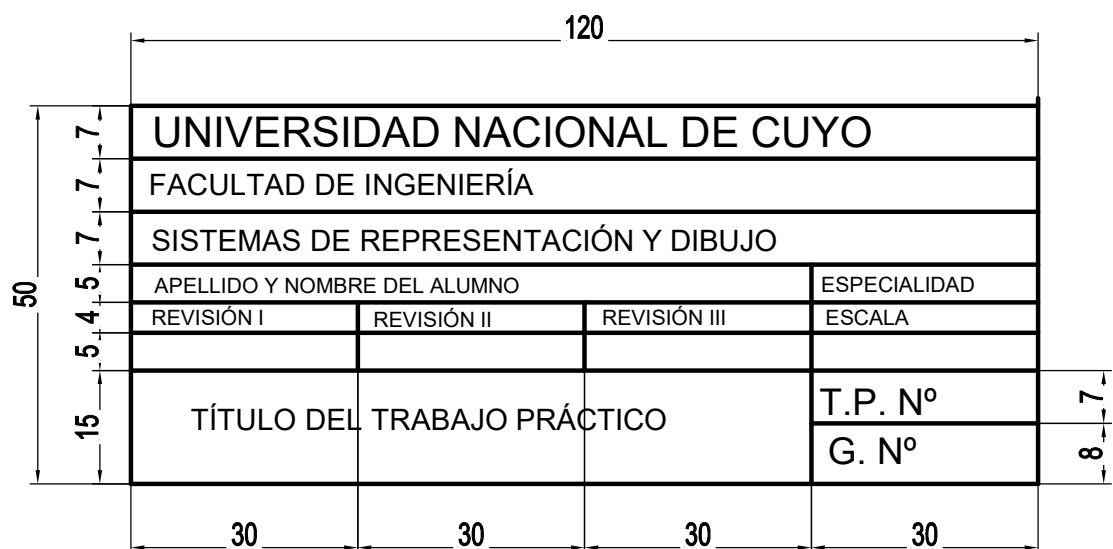 120
UNIVERSIDAD NACIONAL DE CUYO
7
FACULTAD DE INGENIERÍA
7
SISTEMAS DE REPRESENTACIÓN Y DIBUJO
7
50
APELLIDO Y NOMBRE DEL ALUMNO ESPECIALIDAD
5
REVISIÓN I REVISIÓN II REVISIÓN III ESCALA
4
5
TÍTULO DEL TRABAJO PRÁCTICO
15
T.P. Nº
7
G. Nº
8
30 30 30 30